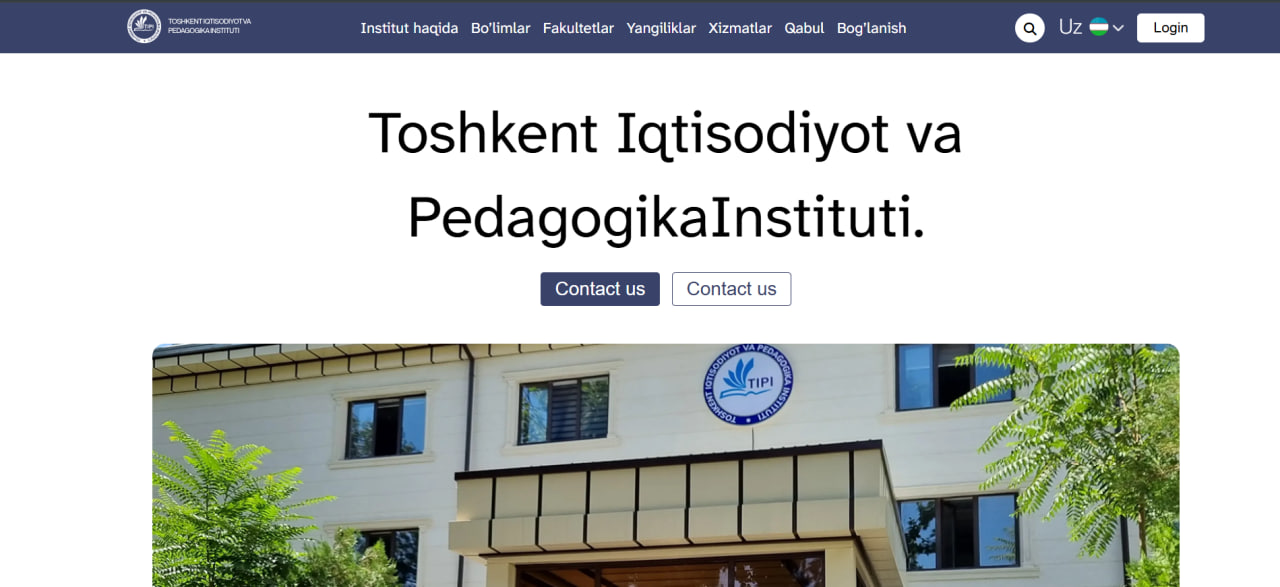 TIPI
TOSHKENT IQTISODIYOT VA
PEDAGOGIKA INSTITUTI
Institut haqida Bo'limlar Fakultetlar Yangiliklar Xizmatlar Qabul Bog'lanish
Uz
Login
Toshkent Iqtisodiyot va
PedagogikaInstituti.
Contact us Contact us
TOSHKENT IQTISODIYOT VA PEDAGOGIKA INSTITUTI
TIPI